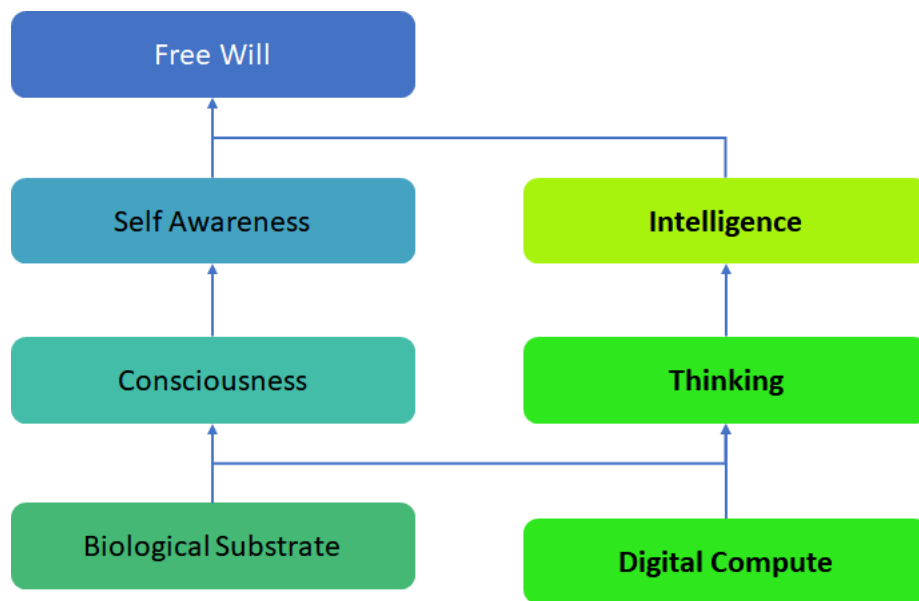 Free Will
Self Awareness
Intelligence
Consciousness
Thinking
Biological Substrate
Digital Compute